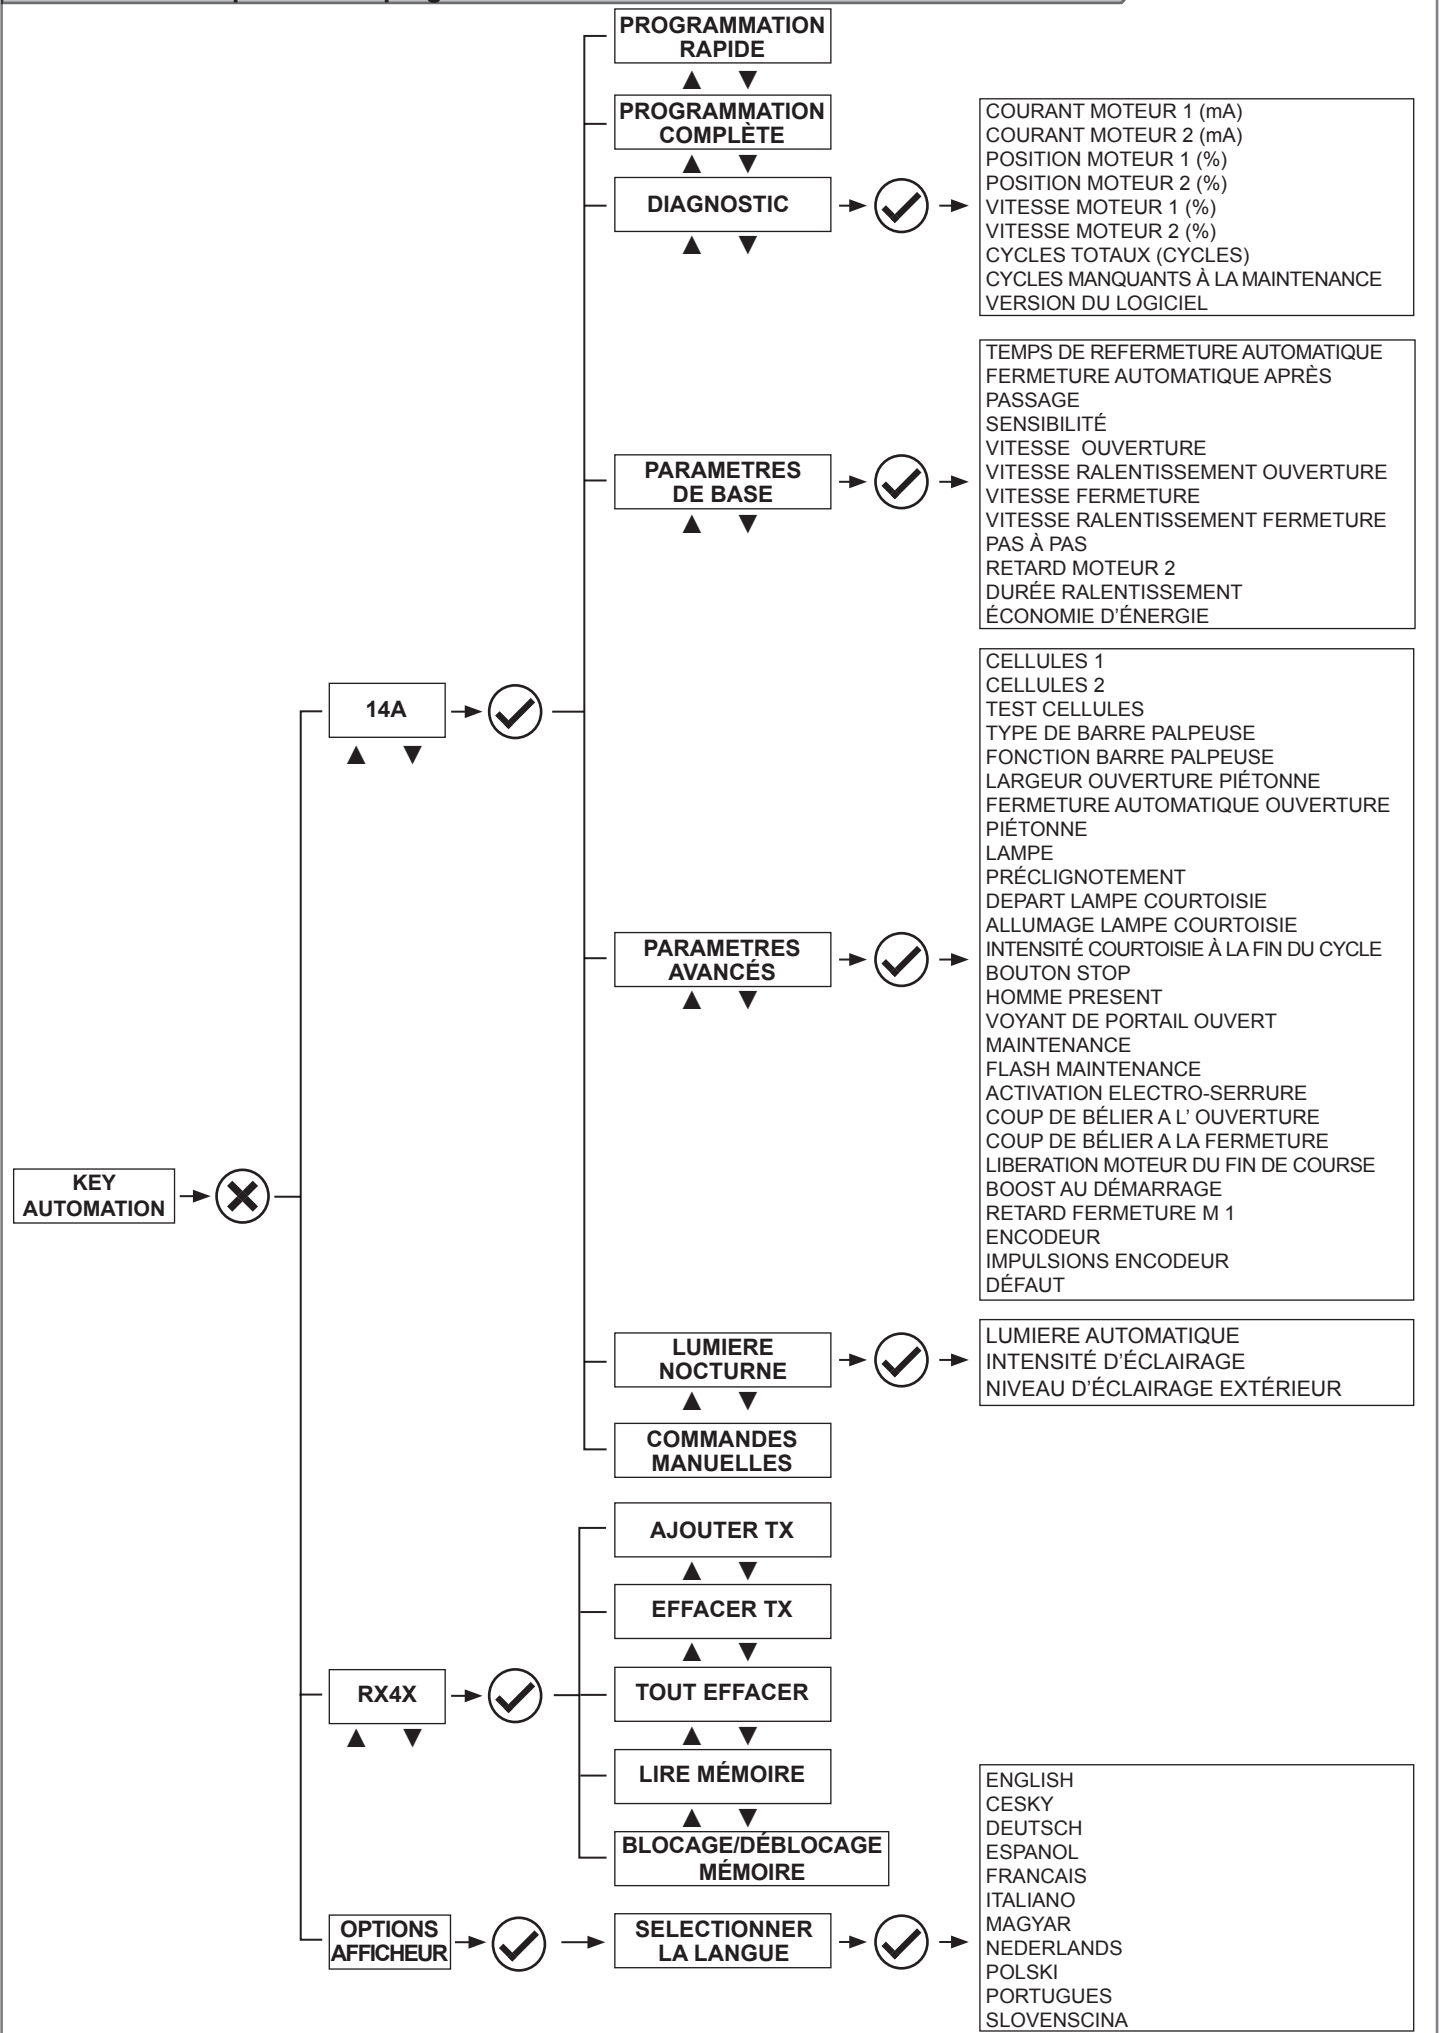 PROGRAMMATION
RAPIDE
PROGRAMMATION
COMPLÈTE
DIAGNOSTIC
COURANT MOTEUR 1 (mA)
COURANT MOTEUR 2 (mA)
POSITION MOTEUR 1 (%)
POSITION MOTEUR 2 (%)
VITESSE MOTEUR 1 (%)
VITESSE MOTEUR 2 (%)
CYCLES TOTAUX (CYCLES)
CYCLES MANQUANTS À LA MAINTENANCE
VERSION DU LOGICIEL
PARAMETRES
DE BASE
TEMPS DE REFERMETURE AUTOMATIQUE
FERMETURE AUTOMATIQUE APRÈS
PASSAGE
SENSIBILITÉ
VITESSE OUVERTURE
VITESSE RALENTISSEMENT OUVERTURE
VITESSE FERMETURE
VITESSE RALENTISSEMENT FERMETURE
PAS À PAS
RETARD MOTEUR 2
DURÉE RALENTISSEMENT
ÉCONOMIE D'ÉNERGIE
14A
PARAMETRES
AVANCÉS
CELLULES 1
CELLULES 2
TEST CELLULES
TYPE DE BARRE PALPEUSE
FONCTION BARRE PALPEUSE
LARGEUR OUVERTURE PIÉTONNE
FERMETURE AUTOMATIQUE OUVERTURE
PIÉTONNE
LAMPE
PRÉCLIGNOTEMENT
DEPART LAMPE COURTOISIE
ALLUMAGE LAMPE COURTOISIE
INTENSITÉ COURTOISIE À LA FIN DU CYCLE
BOUTON STOP
HOMME PRESENT
VOYANT DE PORTAIL OUVERT
MAINTENANCE
FLASH MAINTENANCE
ACTIVATION ELECTRO-SERRURE
COUP DE BÉLIER A L' OUVERTURE
COUP DE BÉLIER A LA FERMETURE
LIBERATION MOTEUR DU FIN DE COURSE
BOOST AU DÉMARRAGE
RETARD FERMETURE M 1
ENCODEUR
IMPULSIONS ENCODEUR
DÉFAUT
KEY
AUTOMATION
LUMIERE
NOCTURNE
LUMIERE AUTOMATIQUE
INTENSITÉ D'ÉCLAIRAGE
NIVEAU D'ÉCLAIRAGE EXTÉRIEUR
COMMANDES
MANUELLES
AJOUTER TX
EFFACER TX
RX4X
TOUT EFFACER
LIRE MÉMOIRE
BLOCAGE/DÉBLOCAGE
MÉMOIRE
OPTIONS
AFFICHEUR
SELECTIONNER
LA LANGUE
ENGLISH
CESKY
DEUTSCH
ESPANOL
FRANCAIS
ITALIANO
MAGYAR
NEDERLANDS
POLSKI
PORTUGUES
SLOVENSCINA